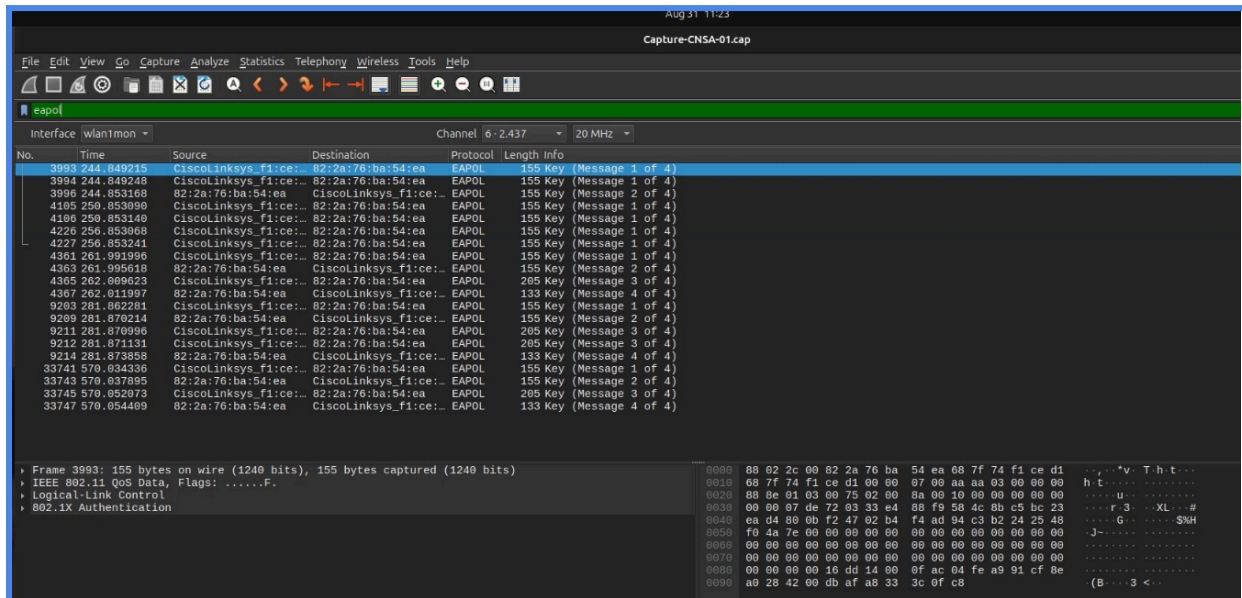 Aug 31 11:23
Capture-CNSA-01.cap
File Edit View Go Capture Analyze Statistics Telephony Wireless Tools Help
eapol
Interface wlan1mon Channel 6 · 2.437 20 MHz
No. Time Source Destination Protocol Length Info
3993 244.849215 CiscoLinksys_f1:ce:… 82:2a:76:ba:54:ea EAPOL 155 Key (Message 1 of 4)
3994 244.849248 CiscoLinksys_f1:ce:… 82:2a:76:ba:54:ea EAPOL 155 Key (Message 1 of 4)
3996 244.853168 82:2a:76:ba:54:ea CiscoLinksys_f1:ce:… EAPOL 155 Key (Message 2 of 4)
4105 250.853090 CiscoLinksys_f1:ce:… 82:2a:76:ba:54:ea EAPOL 155 Key (Message 1 of 4)
4106 250.853140 CiscoLinksys_f1:ce:… 82:2a:76:ba:54:ea EAPOL 155 Key (Message 1 of 4)
4226 256.853068 CiscoLinksys_f1:ce:… 82:2a:76:ba:54:ea EAPOL 155 Key (Message 1 of 4)
4227 256.853241 CiscoLinksys_f1:ce:… 82:2a:76:ba:54:ea EAPOL 155 Key (Message 1 of 4)
4361 261.991996 CiscoLinksys_f1:ce:… 82:2a:76:ba:54:ea EAPOL 155 Key (Message 1 of 4)
4363 261.995618 82:2a:76:ba:54:ea CiscoLinksys_f1:ce:… EAPOL 155 Key (Message 2 of 4)
4365 262.009623 CiscoLinksys_f1:ce:… 82:2a:76:ba:54:ea EAPOL 205 Key (Message 3 of 4)
4367 262.011997 82:2a:76:ba:54:ea CiscoLinksys_f1:ce:… EAPOL 133 Key (Message 4 of 4)
9203 281.862281 CiscoLinksys_f1:ce:… 82:2a:76:ba:54:ea EAPOL 155 Key (Message 1 of 4)
9209 281.870214 82:2a:76:ba:54:ea CiscoLinksys_f1:ce:… EAPOL 155 Key (Message 2 of 4)
9211 281.870996 CiscoLinksys_f1:ce:… 82:2a:76:ba:54:ea EAPOL 205 Key (Message 3 of 4)
9212 281.871131 CiscoLinksys_f1:ce:… 82:2a:76:ba:54:ea EAPOL 205 Key (Message 3 of 4)
9214 281.873858 82:2a:76:ba:54:ea CiscoLinksys_f1:ce:… EAPOL 133 Key (Message 4 of 4)
33741 570.034336 CiscoLinksys_f1:ce:… 82:2a:76:ba:54:ea EAPOL 155 Key (Message 1 of 4)
33743 570.037895 82:2a:76:ba:54:ea CiscoLinksys_f1:ce:… EAPOL 155 Key (Message 2 of 4)
33745 570.052073 CiscoLinksys_f1:ce:… 82:2a:76:ba:54:ea EAPOL 205 Key (Message 3 of 4)
33747 570.054409 82:2a:76:ba:54:ea CiscoLinksys_f1:ce:… EAPOL 133 Key (Message 4 of 4)
Frame 3993: 155 bytes on wire (1240 bits), 155 bytes captured (1240 bits)
IEEE 802.11 QoS Data, Flags: ......F.
Logical-Link Control
802.1X Authentication
0000 88 02 2c 00 82 2a 76 ba 54 ea 68 7f 74 f1 ce d1 ··,··*v· T·h·t···
0010 68 7f 74 f1 ce d1 00 00 07 00 aa aa 03 00 00 00 h·t····· ········
0020 88 8e 01 03 00 75 02 00 8a 00 10 00 00 00 00 00 ·····u·· ········
0030 00 00 07 de 72 03 33 e4 88 f9 58 4c 8b c5 bc 23 ····r·3· ··XL···#
0040 ea d4 80 0b f2 47 02 b4 f4 ad 94 c3 b2 24 25 48 ·····G·· ·····$%H
0050 f0 4a 7e 00 00 00 00 00 00 00 00 00 00 00 00 00 ·J~····· ········
0060 00 00 00 00 00 00 00 00 00 00 00 00 00 00 00 00 ········ ········
0070 00 00 00 00 00 00 00 00 00 00 00 00 00 00 00 00 ········ ········
0080 00 00 00 00 16 dd 14 00 0f ac 04 fe a9 91 cf 8e ········ ········
0090 a0 28 42 00 db af a8 33 3c 0f c8 ·(B····3 <··